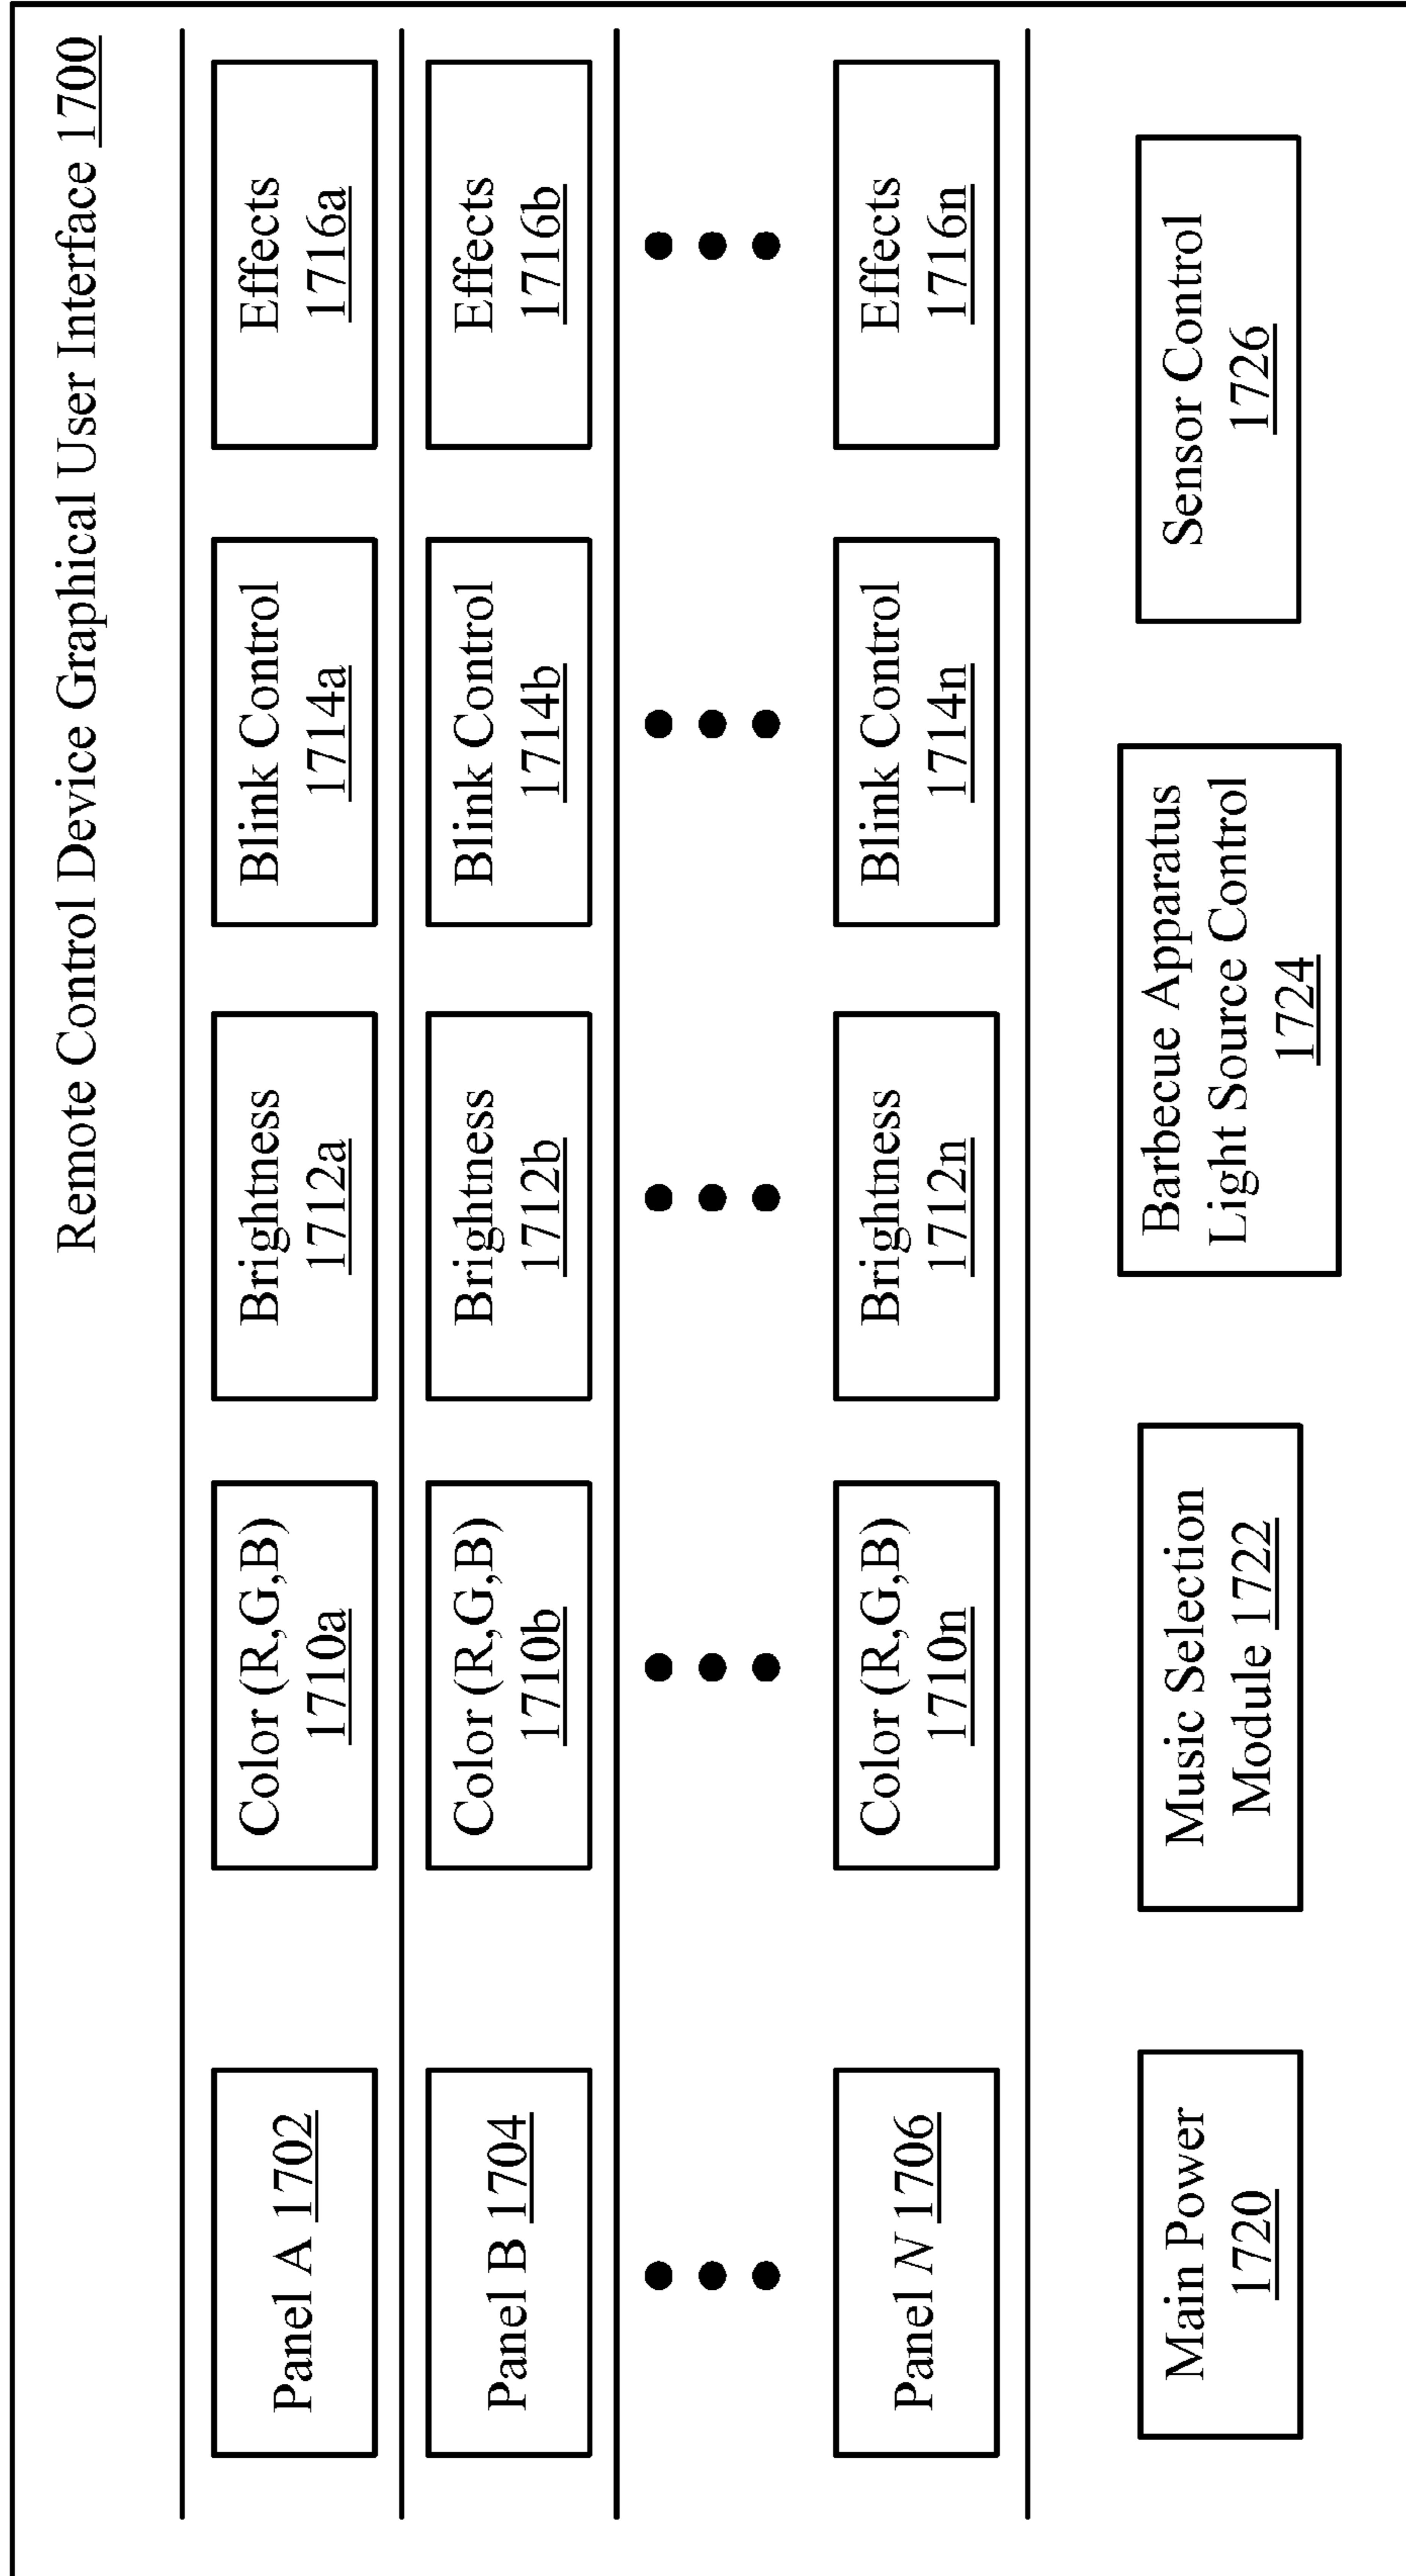 Remote Control Device Graphical User Interface 1700
Panel A 1702
Color (R,G,B)
1710a
Brightness
1712a
Blink Control
1714a
Effects
1716a
Panel B 1704
Color (R,G,B)
1710b
Brightness
1712b
Blink Control
1714b
Effects
1716b
Panel N 1706
Color (R,G,B)
1710n
Brightness
1712n
Blink Control
1714n
Effects
1716n
Main Power
1720
Music Selection
Module 1722
Barbecue Apparatus
Light Source Control
1724
Sensor Control
1726